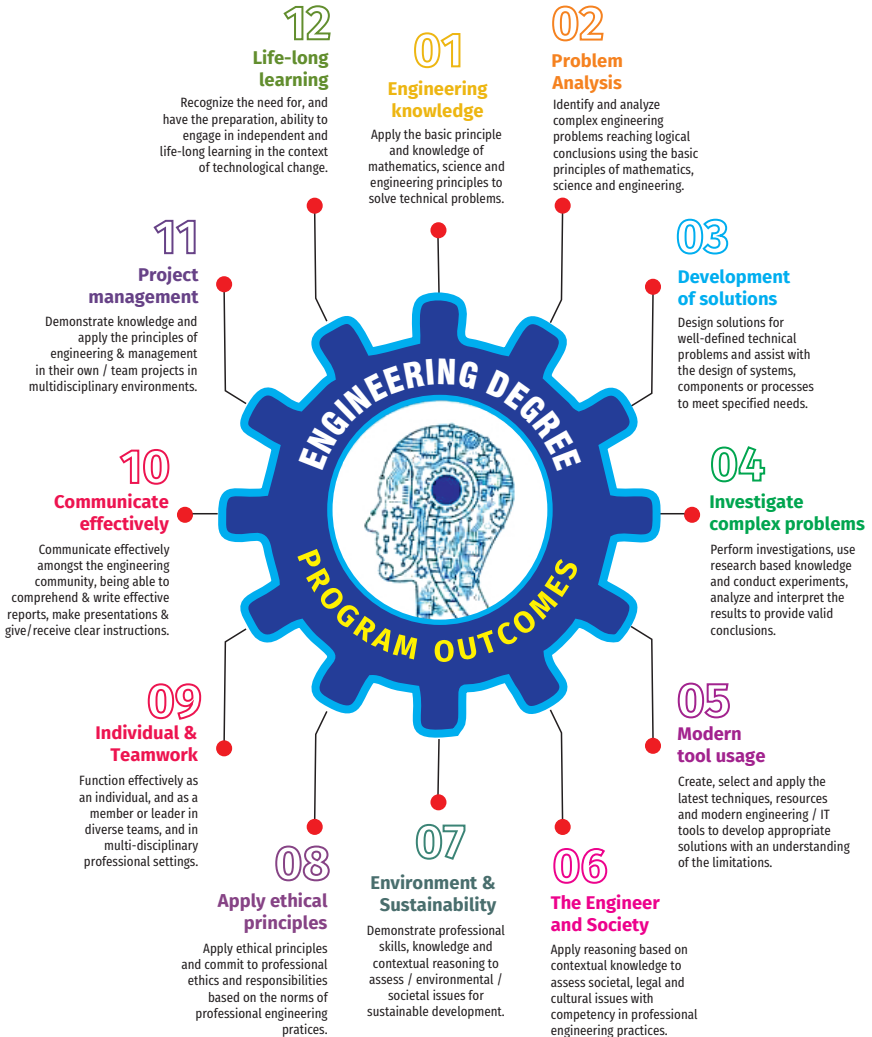 ENGINEERING DEGREE
PROGRAM OUTCOMES
01
Engineering
knowledge
Apply the basic principle
and knowledge of
mathematics, science and
engineering principles to
solve technical problems.
02
Problem
Analysis
Identify and analyze
complex engineering
problems reaching logical
conclusions using the basic
principles of mathematics,
science and engineering.
03
Development
of solutions
Design solutions for
well-defined technical
problems and assist with
the design of systems,
components or processes
to meet specified needs.
04
Investigate
complex problems
Perform investigations, use
research based knowledge
and conduct experiments,
analyze and interpret the
results to provide valid
conclusions.
05
Modern
tool usage
Create, select and apply the
latest techniques, resources
and modern engineering / IT
tools to develop appropriate
solutions with an understanding
of the limitations.
06
The Engineer
and Society
Apply reasoning based on
contextual knowledge to
assess societal, legal and
cultural issues with
competency in professional
engineering practices.
07
Environment &
Sustainability
Demonstrate professional
skills, knowledge and
contextual reasoning to
assess / environmental /
societal issues for
sustainable development.
08
Apply ethical
principles
Apply ethical principles
and commit to professional
ethics and responsibilities
based on the norms of
professional engineering
pratices.
09
Individual &
Teamwork
Function effectively as
an individual, and as a
member or leader in
diverse teams, and in
multi-disciplinary
professional settings.
10
Communicate
effectively
Communicate effectively
amongst the engineering
community, being able to
comprehend & write effective
reports, make presentations &
give/receive clear instructions.
11
Project
management
Demonstrate knowledge and
apply the principles of
engineering & management
in their own / team projects in
multidisciplinary environments.
12
Life-long
learning
Recognize the need for, and
have the preparation, ability to
engage in independent and
life-long learning in the context
of technological change.